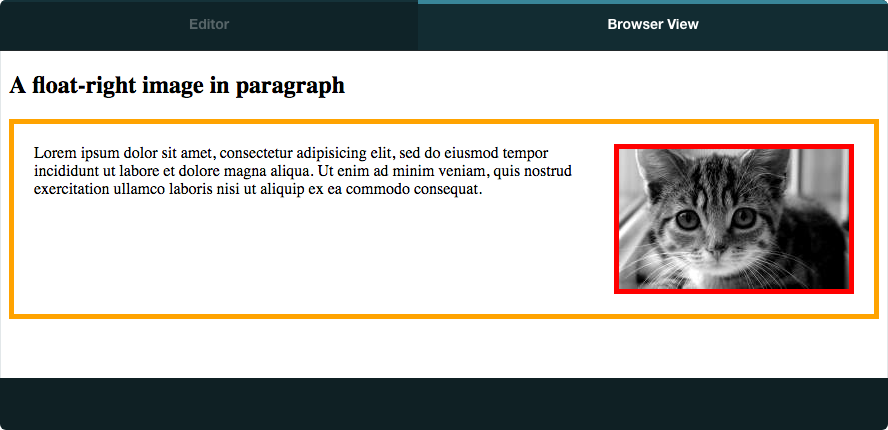 Editor
Browser View
A float-right image in paragraph
Lorem ipsum dolor sit amet, consectetur adipisicing elit, sed do eiusmod tempor
incididunt ut labore et dolore magna aliqua. Ut enim ad minim veniam, quis nostrud
exercitation ullamco laboris nisi ut aliquip ex ea commodo consequat.